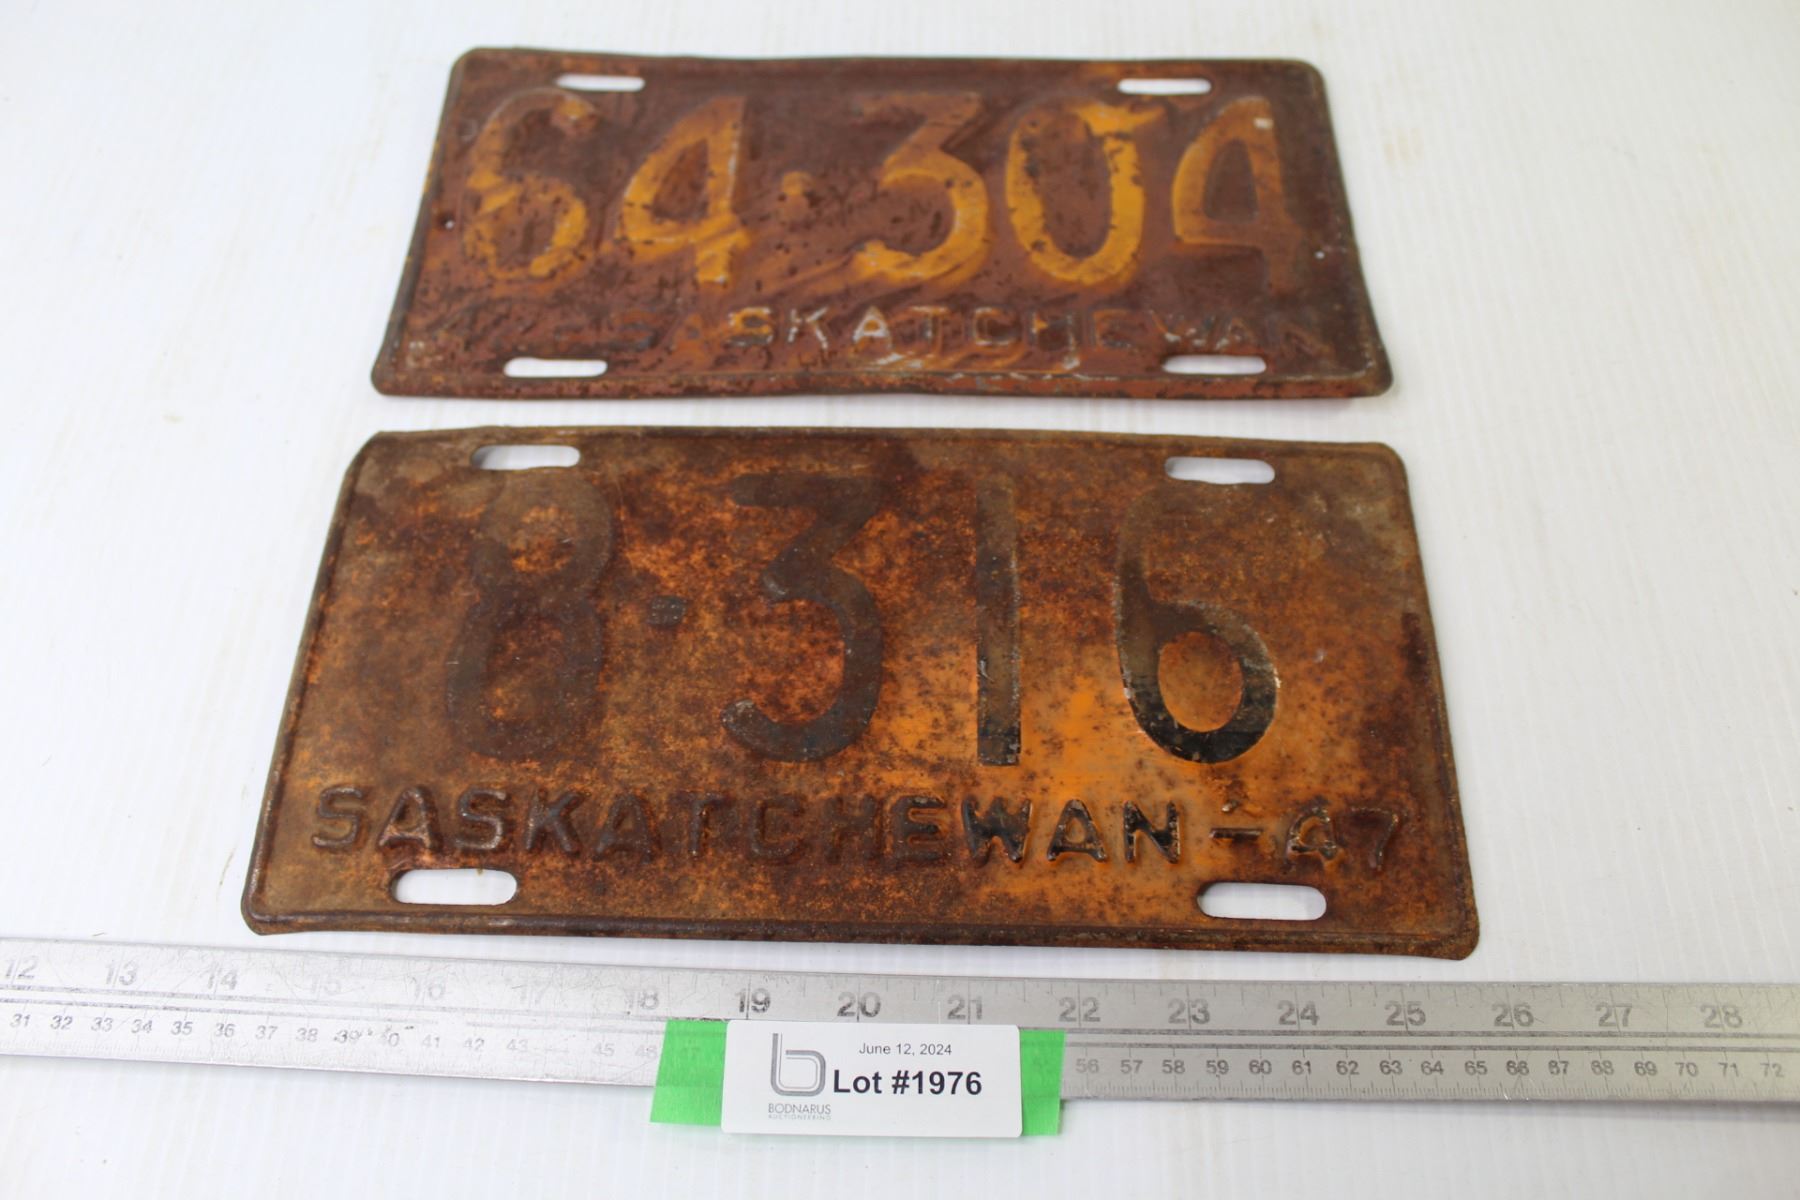 64·304
SASKATCHEWAN
8-316
SASKATCHEWAN-47
12 13 14 15 16 17 18 19 20 21 22 23 24 25 26 27 28
31 32 33 34 35 36 37 38 39 40 41 42 43 45 56 57 58 59 60 61 62 63 64 65 66 67 68 69 70 71 72
June 12, 2024
Lot #1976
BODNARUS
AUCTIONEERING